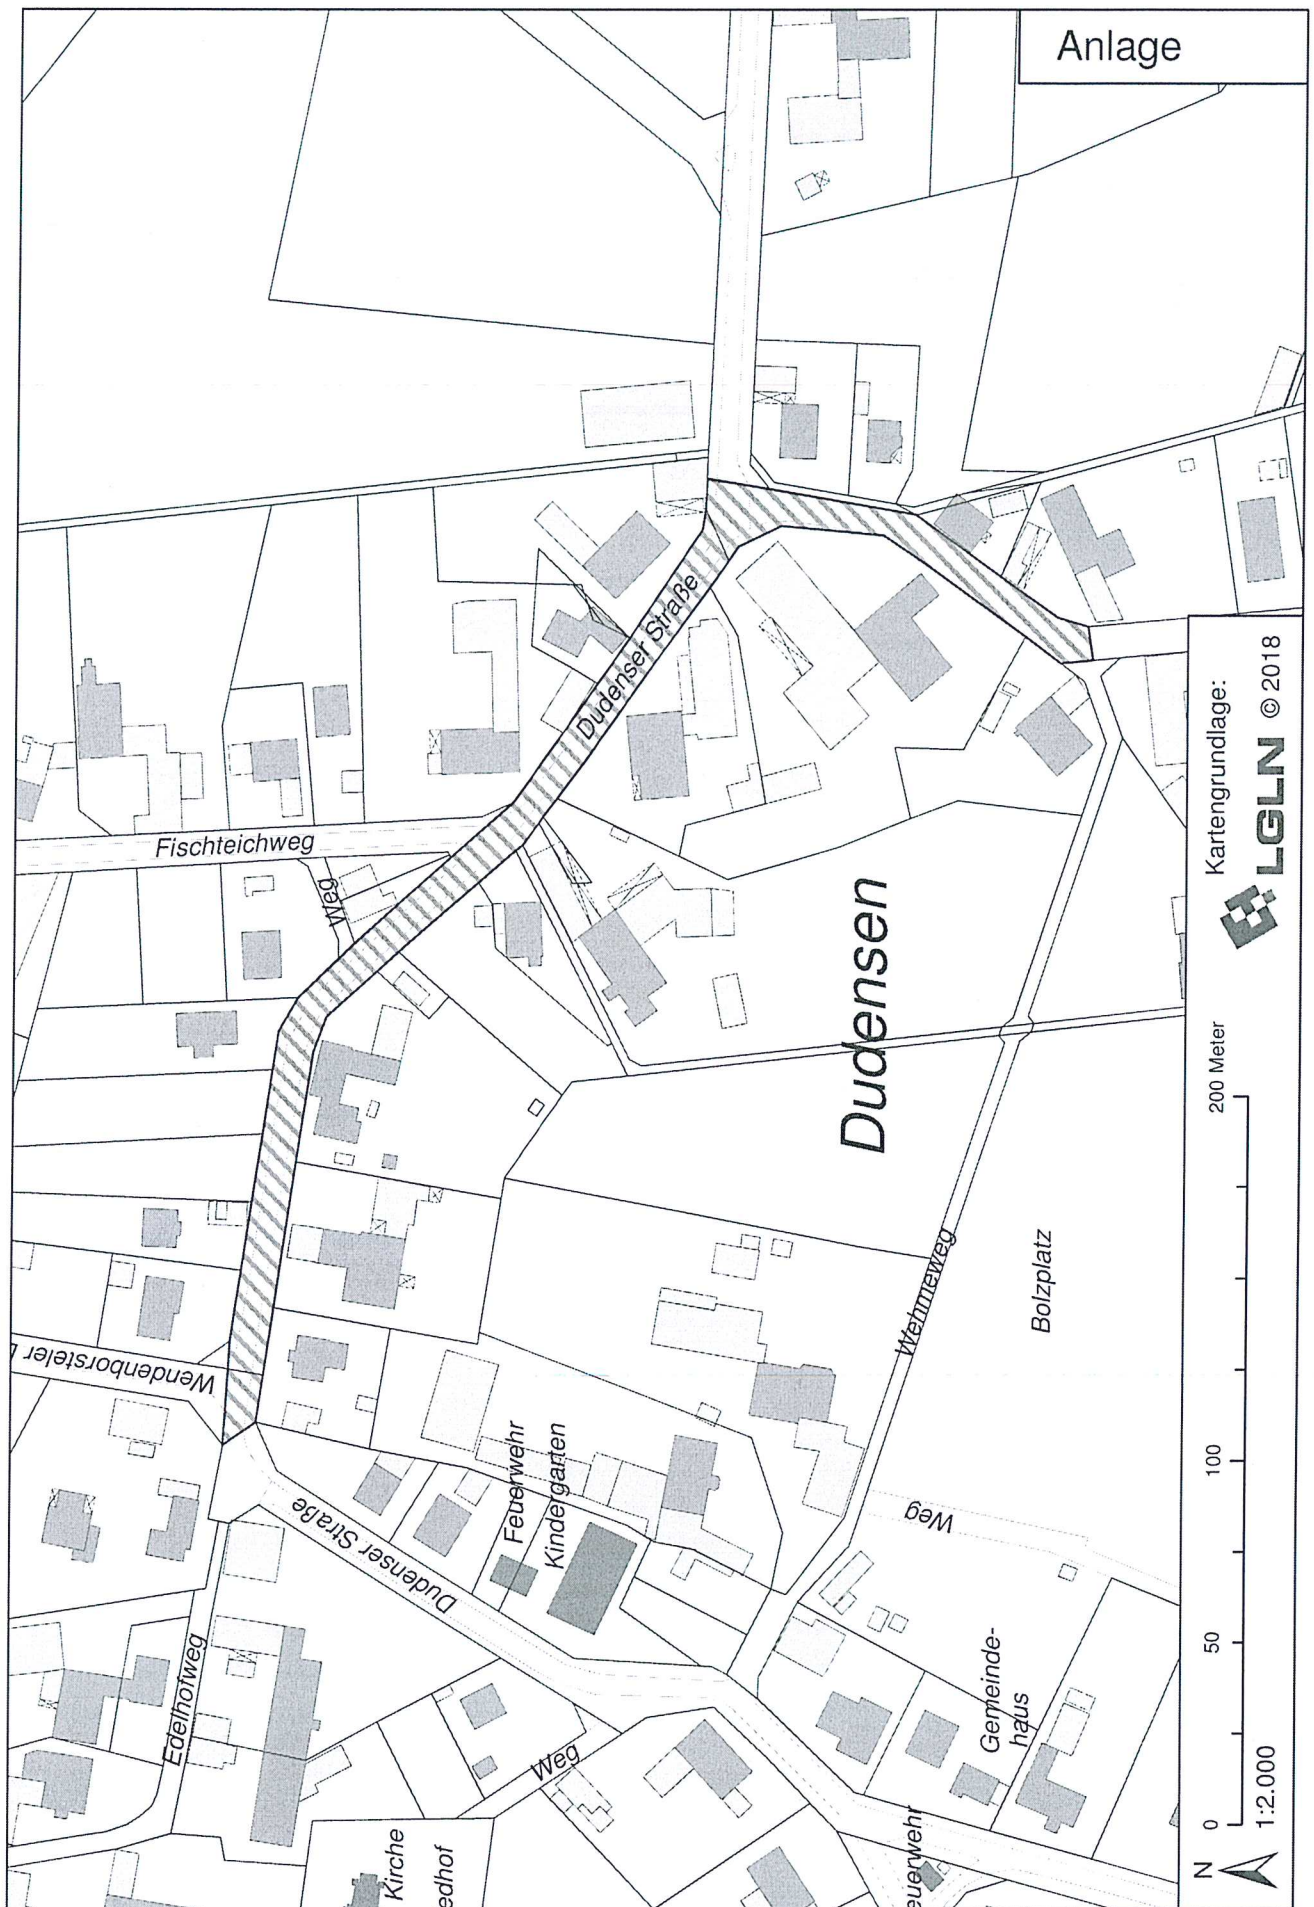 Anlage
Dudenser Straße
Fischteichweg
Weg
Dudensen
Wehmeweg
Bolzplatz
Wendenborsteler
Feuerwehr
Kindergarten
Dudenser Straße
Weg
Edelhofweg
Weg
Gemeinde-
haus
Kirche
edhof
euerwehr
Kartengrundlage:
LGLN © 2018
N
0 50 100 200 Meter
1:2.000